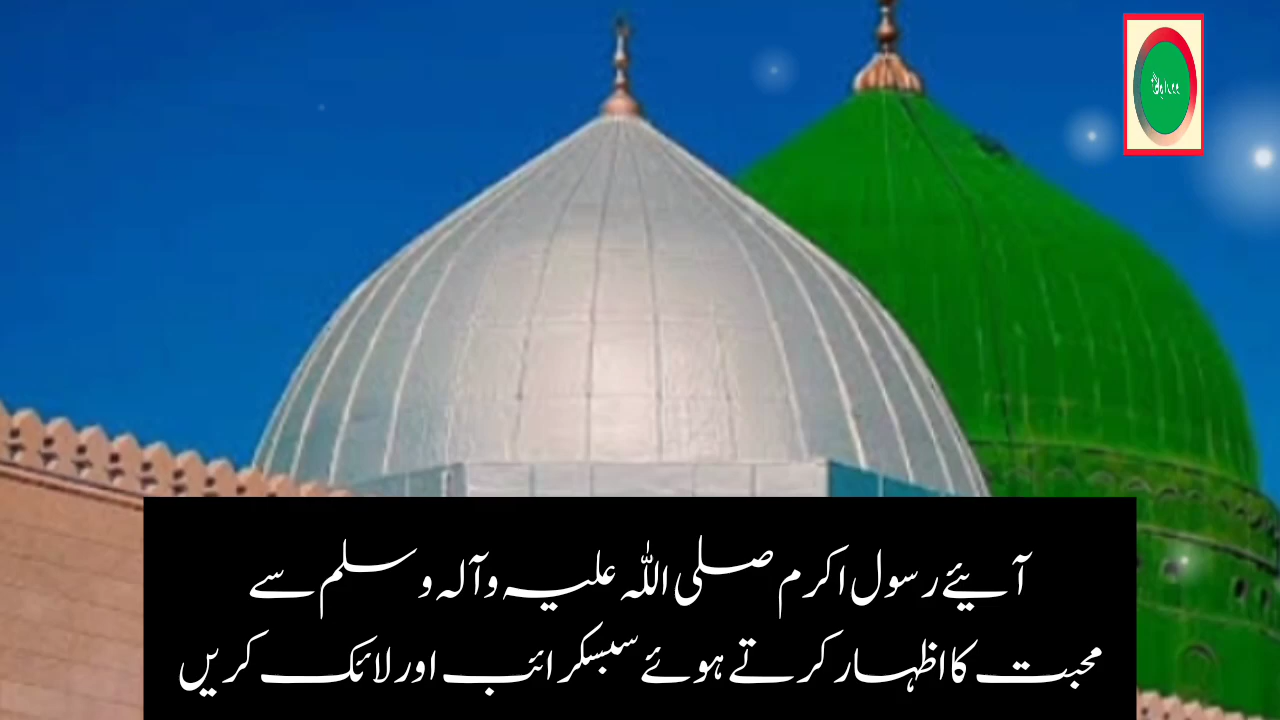 آیئے رسول اکرم صلی اللہ علیہ وآلہ وسلم سے
محبت کا اظہار کرتے ہوئے سبسکرائب اور لائک کریں